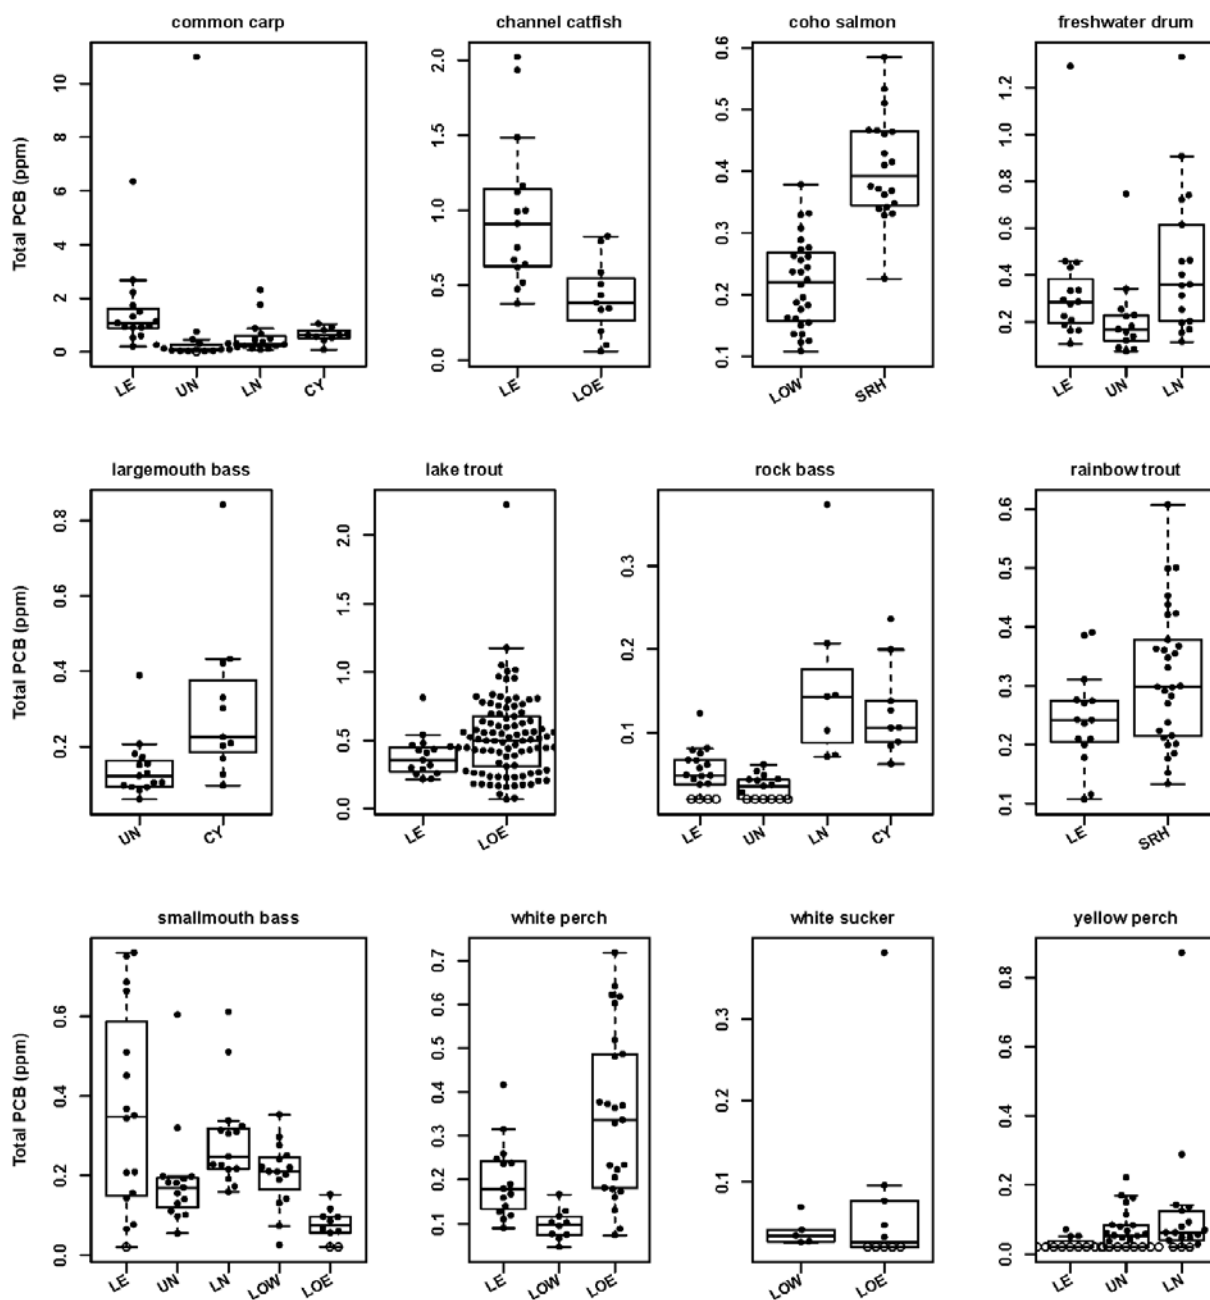 common carp
channel catfish
coho salmon
freshwater drum
Total PCB (ppm)
0 2 4 6 8 10
LE UN LN CY
0.0 0.5 1.0 1.5 2.0
LE LOE
0.1 0.2 0.3 0.4 0.5 0.6
LOW SRH
0.2 0.4 0.6 0.8 1.0 1.2
LE UN LN
largemouth bass
lake trout
rock bass
rainbow trout
Total PCB (ppm)
0.2 0.4 0.6 0.8
UN CY
0.0 0.5 1.0 1.5 2.0
LE LOE
0.1 0.2 0.3
LE UN LN CY
0.1 0.2 0.3 0.4 0.5 0.6
LE SRH
smallmouth bass
white perch
white sucker
yellow perch
Total PCB (ppm)
0.0 0.2 0.4 0.6
LE UN LN LOW LOE
0.1 0.2 0.3 0.4 0.5 0.6 0.7
LE LOW LOE
0.1 0.2 0.3
LOW LOE
0.0 0.2 0.4 0.6 0.8
LE UN LN